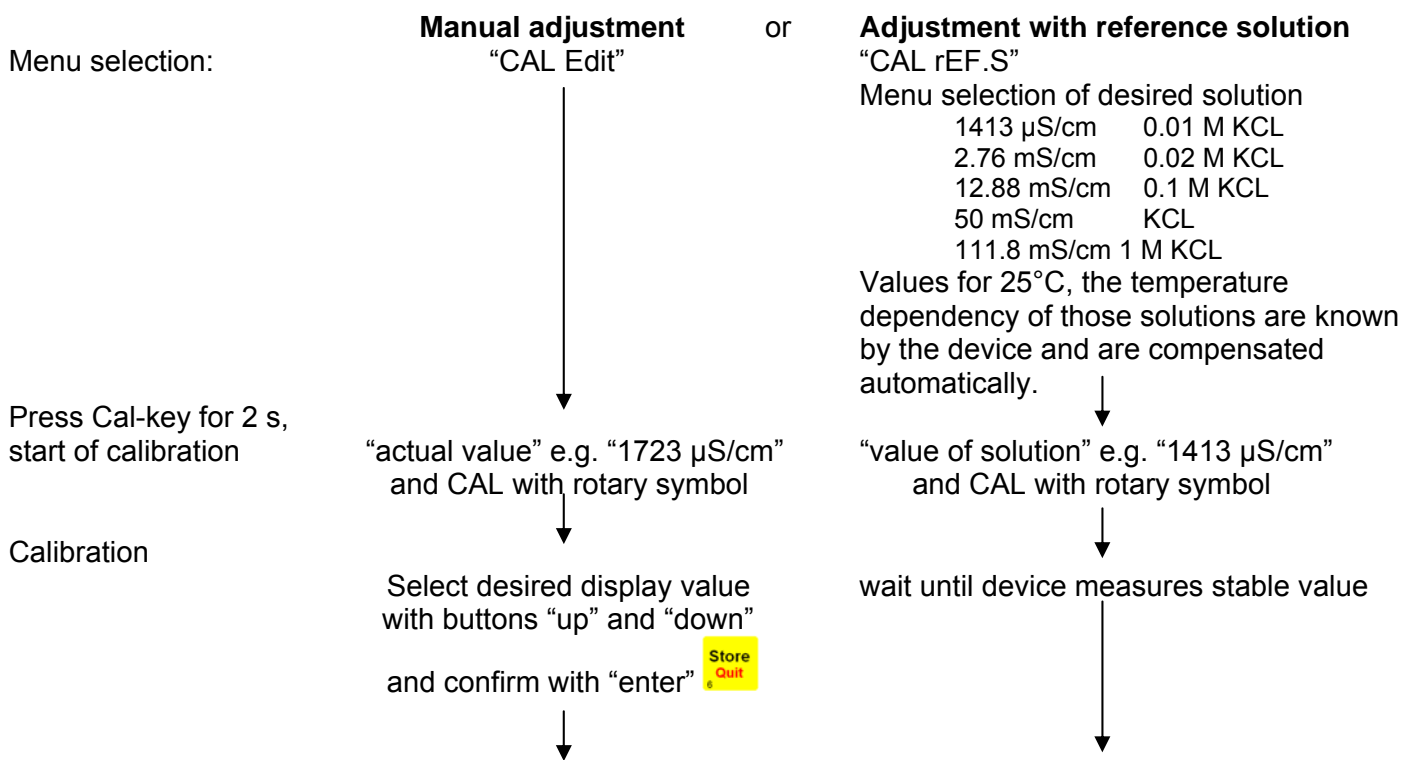 Manual adjustment or Adjustment with reference solution
Menu selection: “CAL Edit” “CAL rEF.S”
Menu selection of desired solution
1413 µS/cm 0.01 M KCL
2.76 mS/cm 0.02 M KCL
12.88 mS/cm 0.1 M KCL
50 mS/cm KCL
111.8 mS/cm 1 M KCL
Values for 25°C, the temperature
dependency of those solutions are known
by the device and are compensated
automatically.
Press Cal-key for 2 s,
start of calibration “actual value” e.g. “1723 µS/cm” “value of solution” e.g. “1413 µS/cm”
and CAL with rotary symbol and CAL with rotary symbol
Calibration
Select desired display value wait until device measures stable value
with buttons “up” and “down”
and confirm with “enter” Store
Quit
6